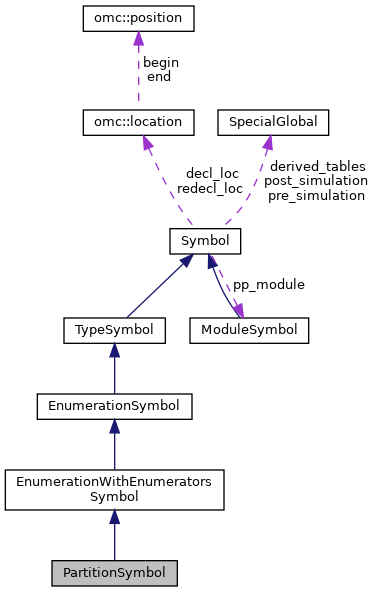 omc::position
begin
end
omc::location
SpecialGlobal
decl_loc
redecl_loc
derived_tables
post_simulation
pre_simulation
Symbol
pp_module
TypeSymbol
ModuleSymbol
EnumerationSymbol
EnumerationWithEnumerators
Symbol
PartitionSymbol